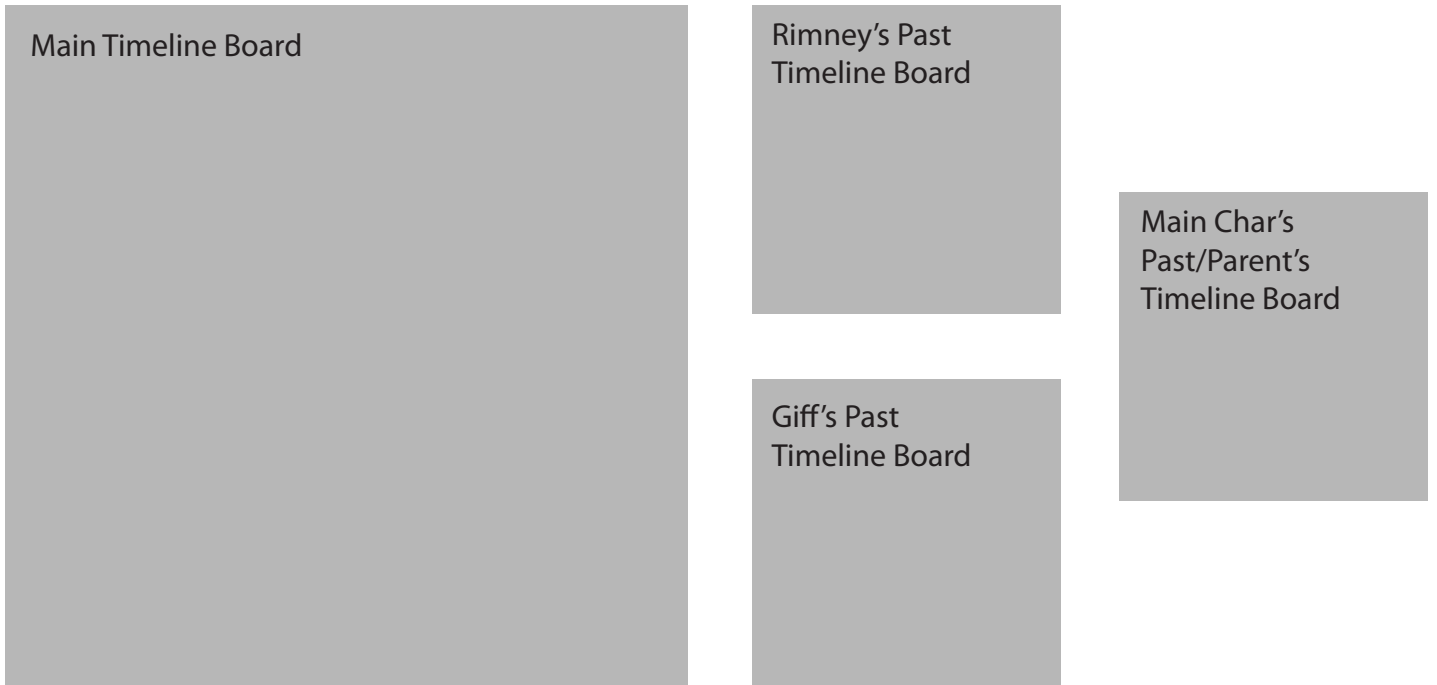 Main Timeline Board
Rimney’s Past
Timeline Board
Giff’s Past
Timeline Board
Main Char’s
Past/Parent’s
Timeline Board